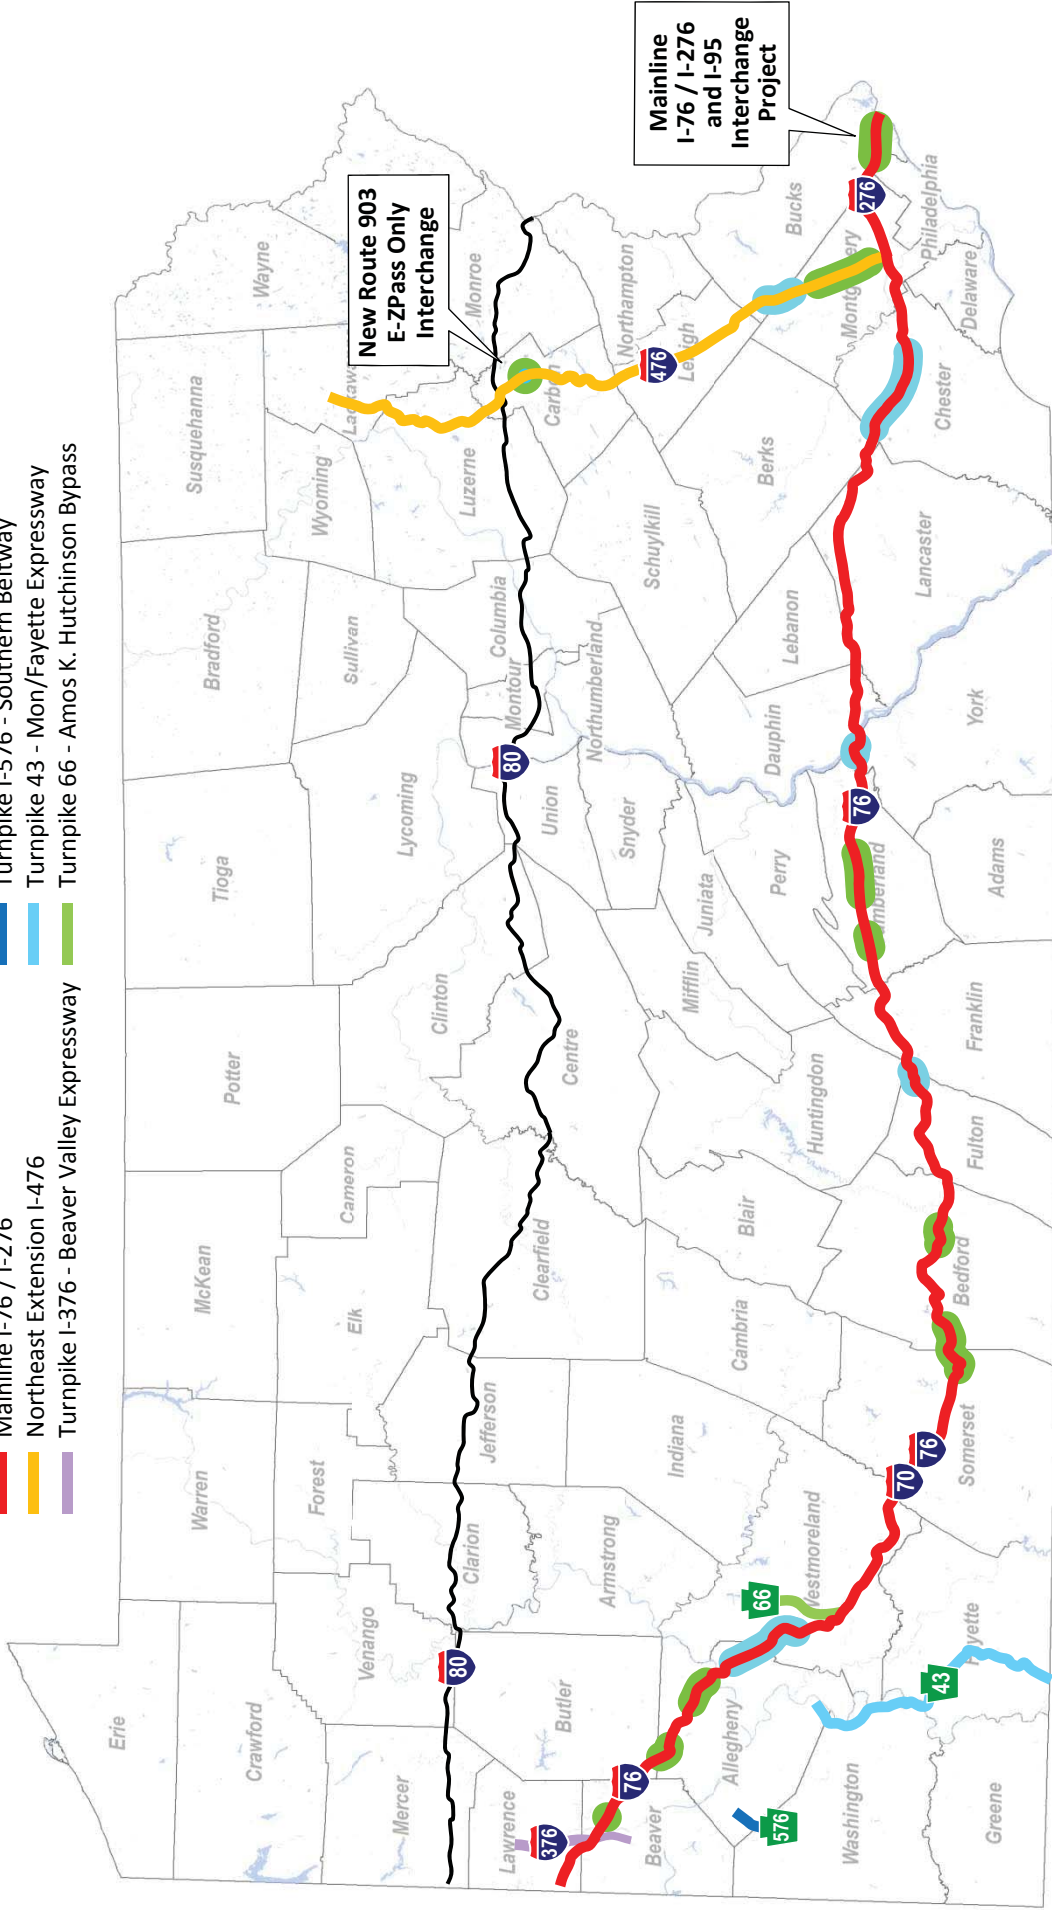 Mainline I-76 / I-276
Northeast Extension I-476
Turnpike I-376 - Beaver Valley Expressway
Turnpike I-576 - Southern Beltway
Turnpike 43 - Mon/Fayette Expressway
Turnpike 66 - Amos K. Hutchinson Bypass
Erie
Crawford
Mercer
Lawrence
Beaver
Washington
Greene
Warren
Forest
Venango
Clarion
Butler
Armstrong
Allegheny
Westmoreland
Fayette
McKean
Elk
Cameron
Jefferson
Clearfield
Indiana
Cambria
Blair
Somerset
Bedford
Fulton
Potter
Clinton
Centre
Mifflin
Huntingdon
Franklin
Tioga
Lycoming
Union
Snyder
Juniata
Perry
mberland
Adams
Bradford
Sullivan
Columbia
Montour
Northumberland
Dauphin
Lebanon
York
Susquehanna
Wyoming
Lackaw
Luzerne
Schuylkill
Berks
Lancaster
Wayne
Monroe
Carbon
Northampton
Lehigh
Bucks
Montgomery
Chester
Delaware
Philadelphia
New Route 903
E-ZPass Only
Interchange
Mainline
I-76 / I-276
and I-95
Interchange
Project
80
80
376
76
576
43
66
70
76
76
476
276